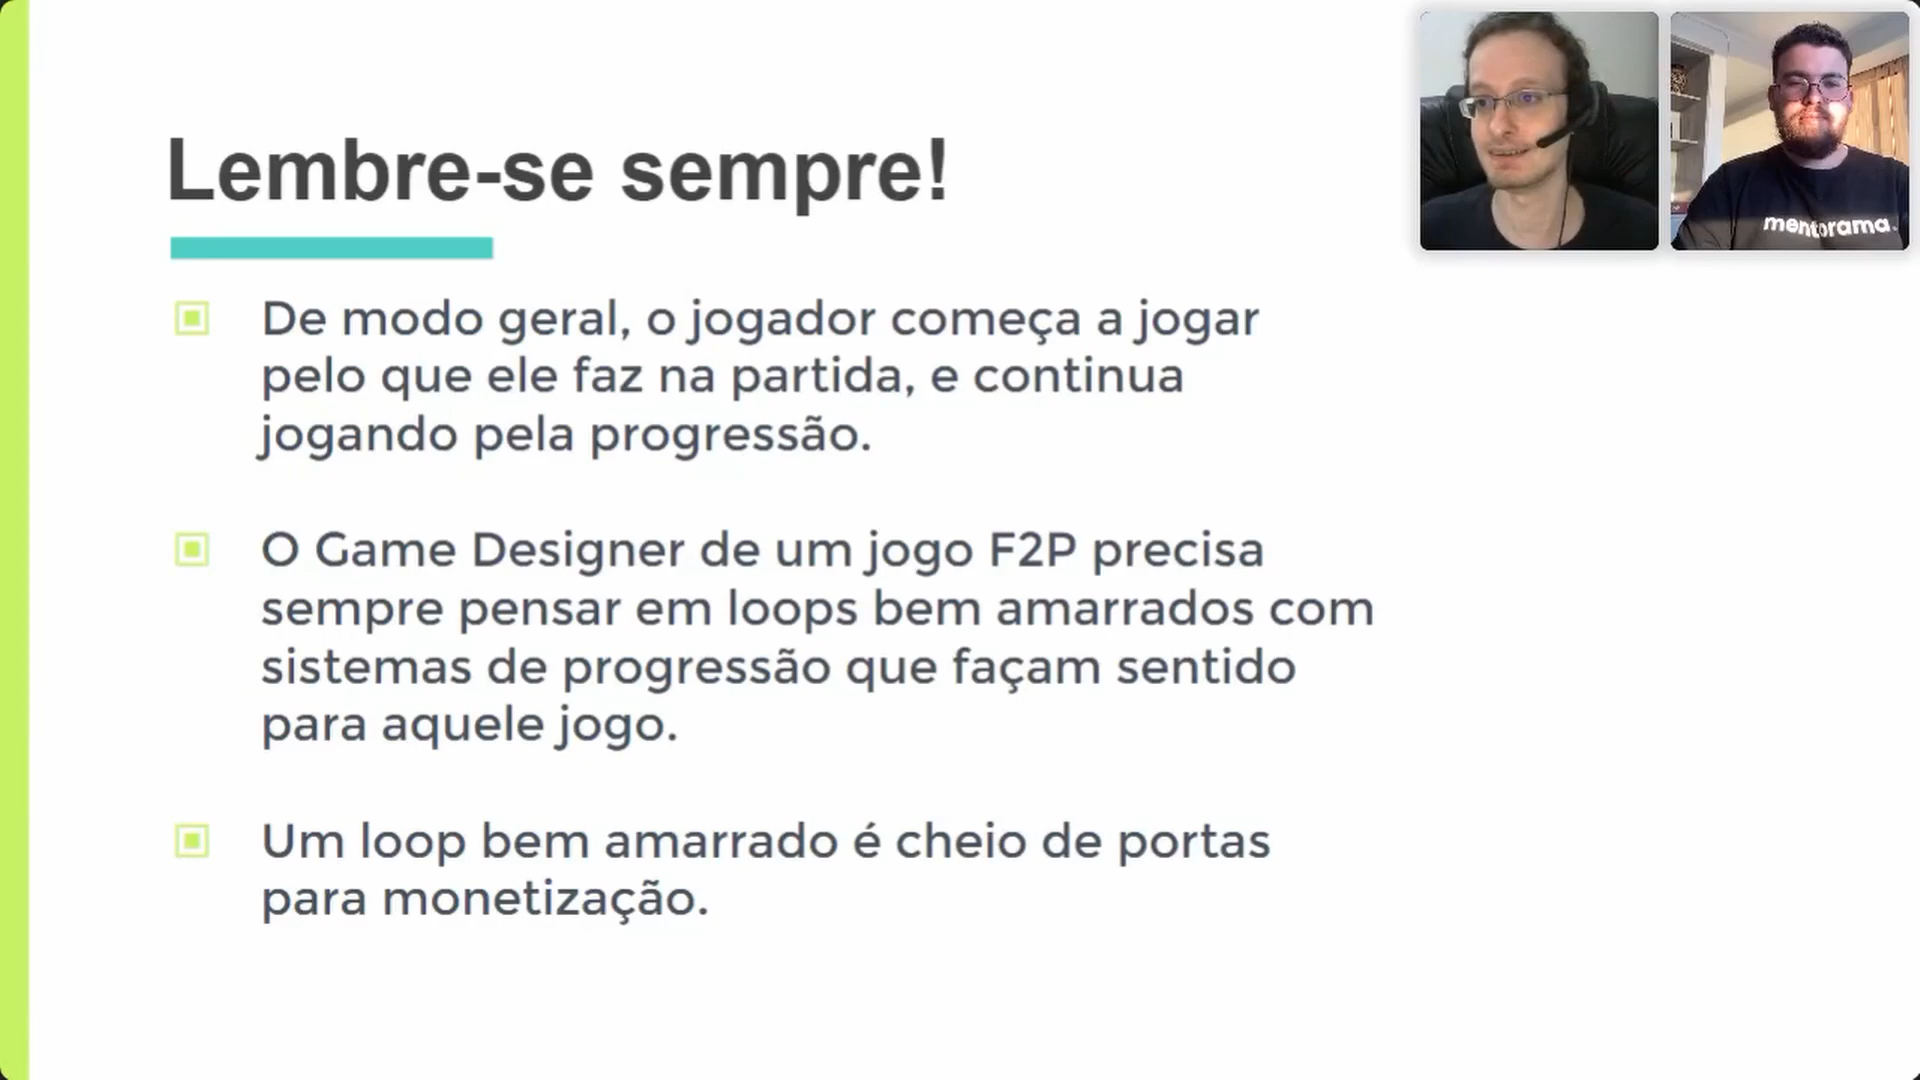 Lembre-se sempre!
De modo geral, o jogador começa a jogar
pelo que ele faz na partida, e continua
jogando pela progressão.
O Game Designer de um jogo F2P precisa
sempre pensar em loops bem amarrados com
sistemas de progressão que façam sentido
para aquele jogo.
Um loop bem amarrado é cheio de portas
para monetização.
mentorama.